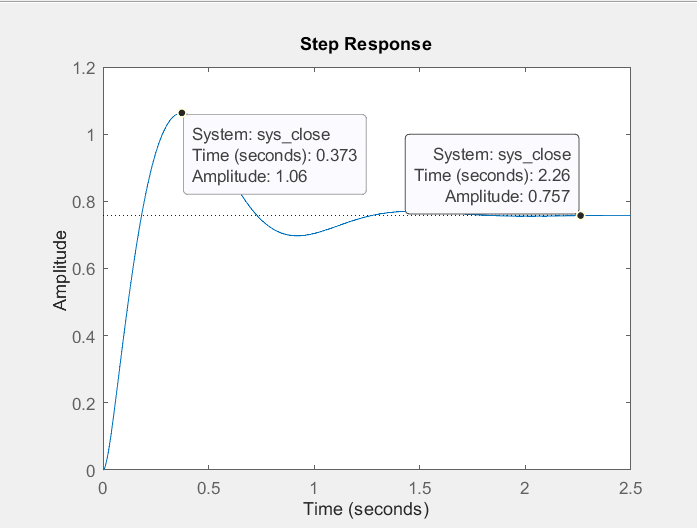 Step Response
Amplitude
1.2
1
0.8
0.6
0.4
0.2
0
System: sys_close
Time (seconds): 0.373
Amplitude: 1.06
System: sys_close
Time (seconds): 2.26
Amplitude: 0.757
0
0.5
1
1.5
2
2.5
Time (seconds)